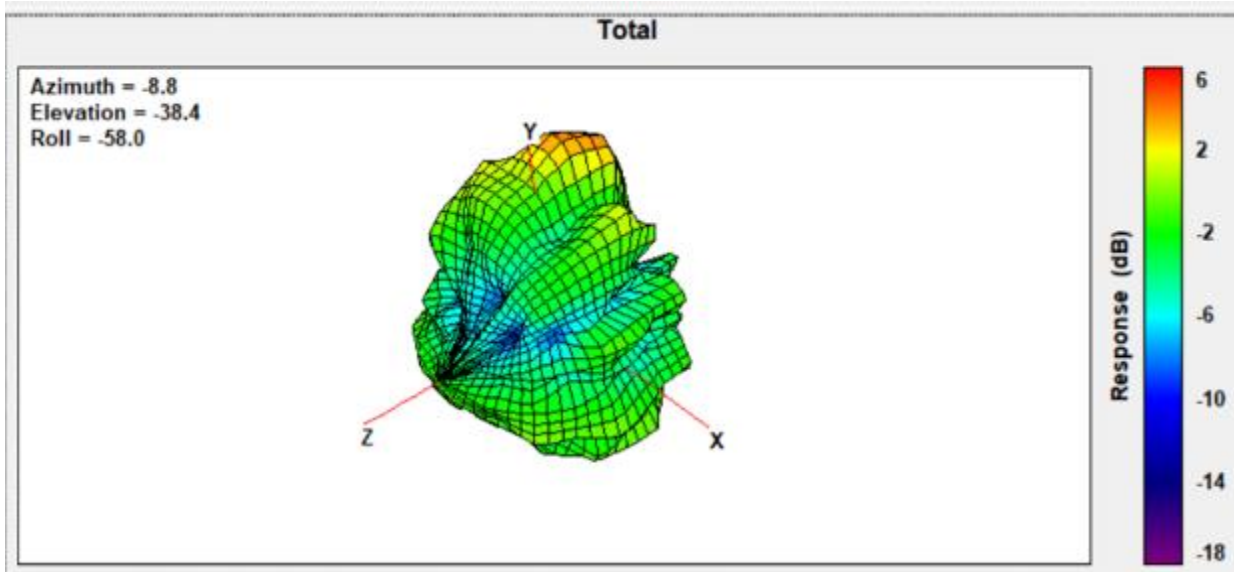 Total
Azimuth = -8.8
Elevation = -38.4
Roll = -58.0
Y
Z
X
Response (dB)
6
2
-2
-6
-10
-14
-18